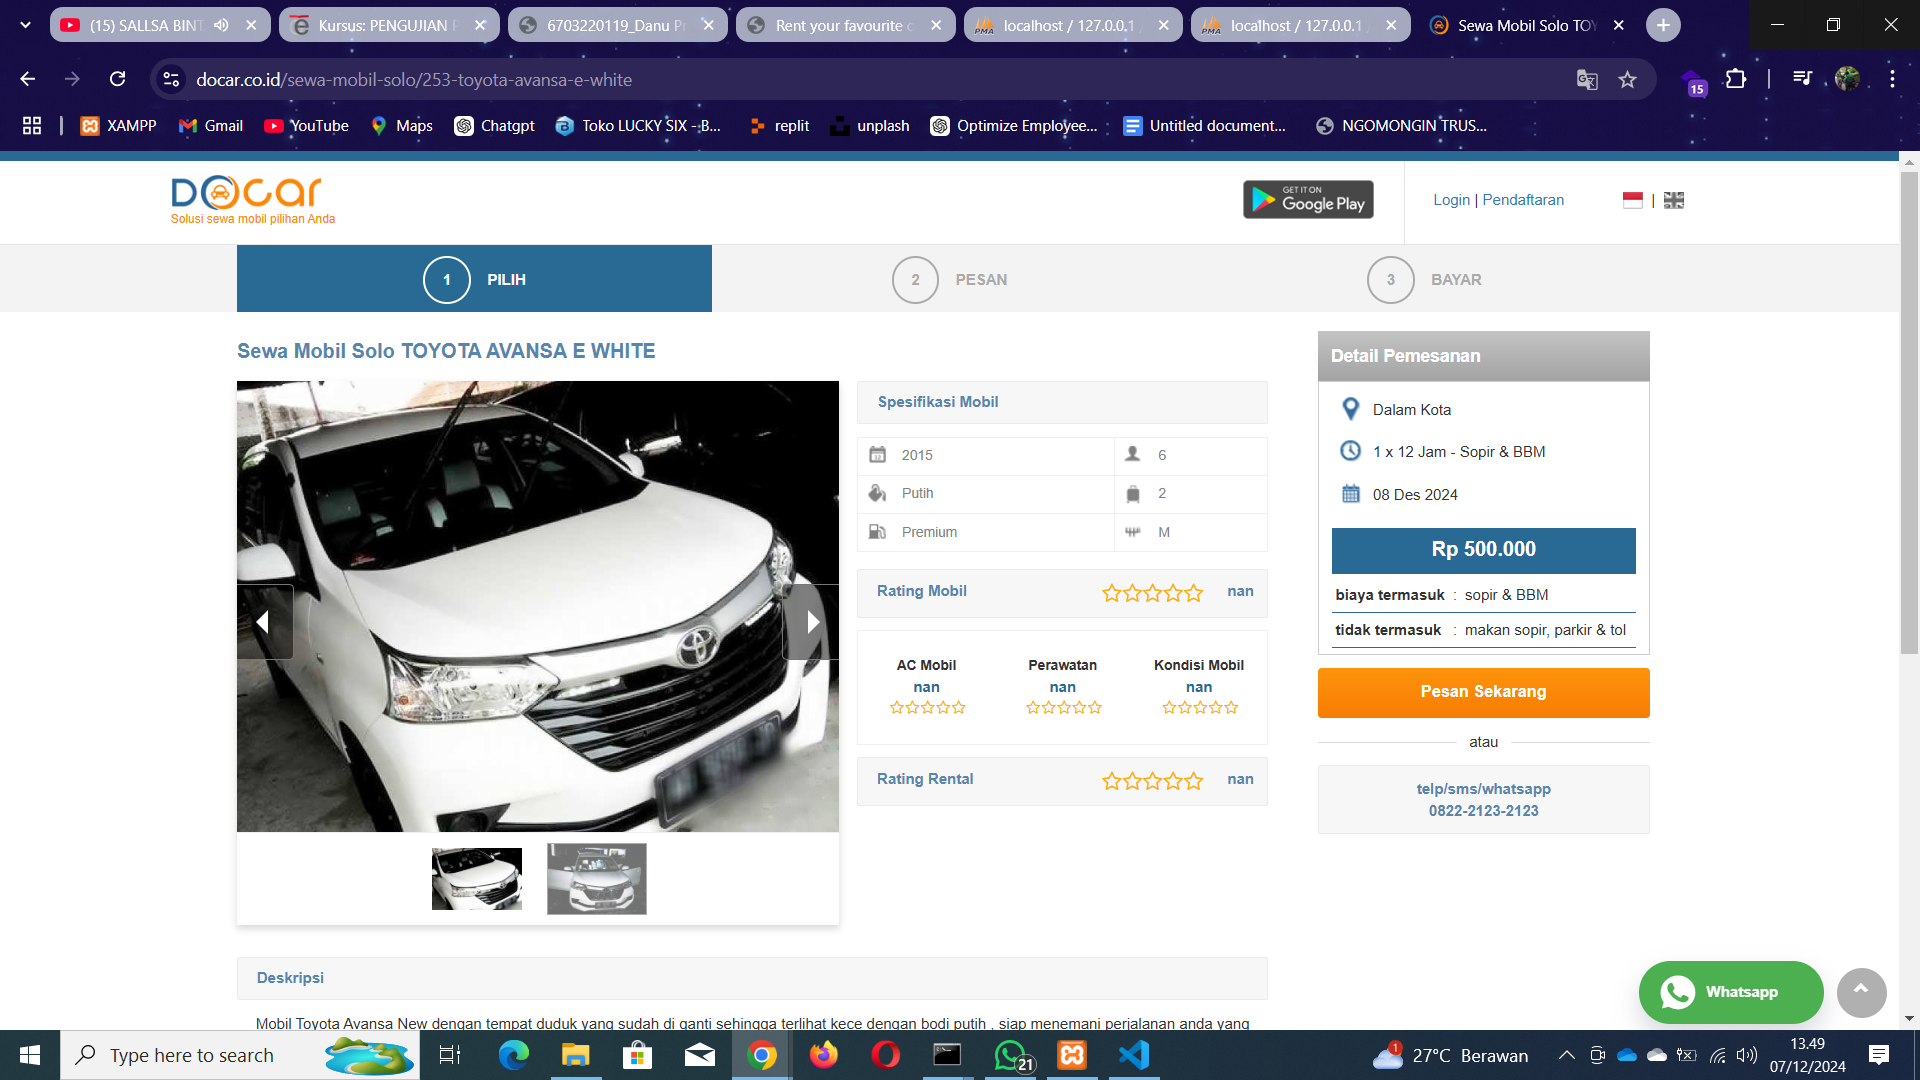 (15) SALLSA BINT
Kursus: PENGUJIAN P
6703220119_Danu Pr
Rent your favourite c
localhost / 127.0.0.1 /
localhost / 127.0.0.1 /
Sewa Mobil Solo TOY
docar.co.id/sewa-mobil-solo/253-toyota-avansa-e-white
15
XAMPP
Gmail
YouTube
Maps
Chatgpt
Toko LUCKY SIX - B...
replit
unplash
Optimize Employee...
Untitled document...
NGOMONGIN TRUS...
DOCAR
Solusi sewa mobil pilihan Anda
GET IT ON
Google Play
Login | Pendaftaran
|
1 PILIH
2 PESAN
3 BAYAR
Sewa Mobil Solo TOYOTA AVANSA E WHITE
Spesifikasi Mobil
2015
6
Putih
2
Premium
M
Rating Mobil
nan
AC Mobil
nan
Perawatan
nan
Kondisi Mobil
nan
Rating Rental
nan
Detail Pemesanan
Dalam Kota
1 x 12 Jam - Sopir & BBM
08 Des 2024
Rp 500.000
biaya termasuk : sopir & BBM
tidak termasuk : makan sopir, parkir & tol
Pesan Sekarang
atau
telp/sms/whatsapp
0822-2123-2123
Deskripsi
Mobil Toyota Avansa New dengan tempat duduk yang sudah di ganti sehingga terlihat kece dengan bodi putih , siap menemani perjalanan anda yang
Whatsapp
Type here to search
21
1
27°C Berawan
13.49
07/12/2024